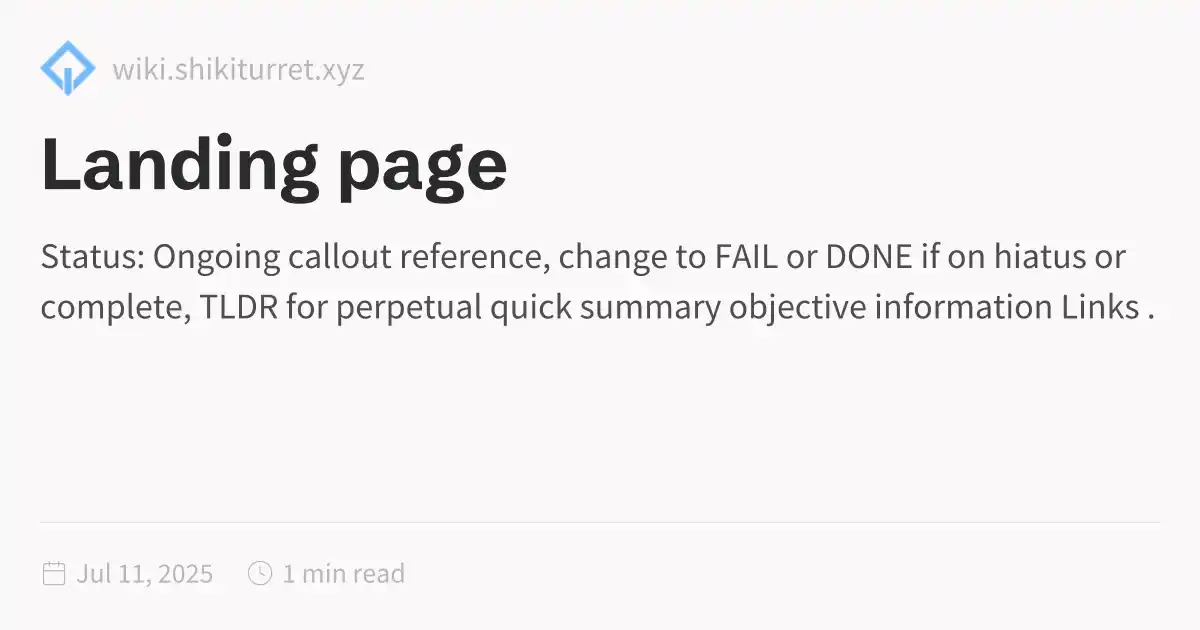 wiki.shikiturret.xyz
Landing page
Status: Ongoing callout reference, change to FAIL or DONE if on hiatus or
complete, TLDR for perpetual quick summary objective information Links .
Jul 11, 2025 1 min read